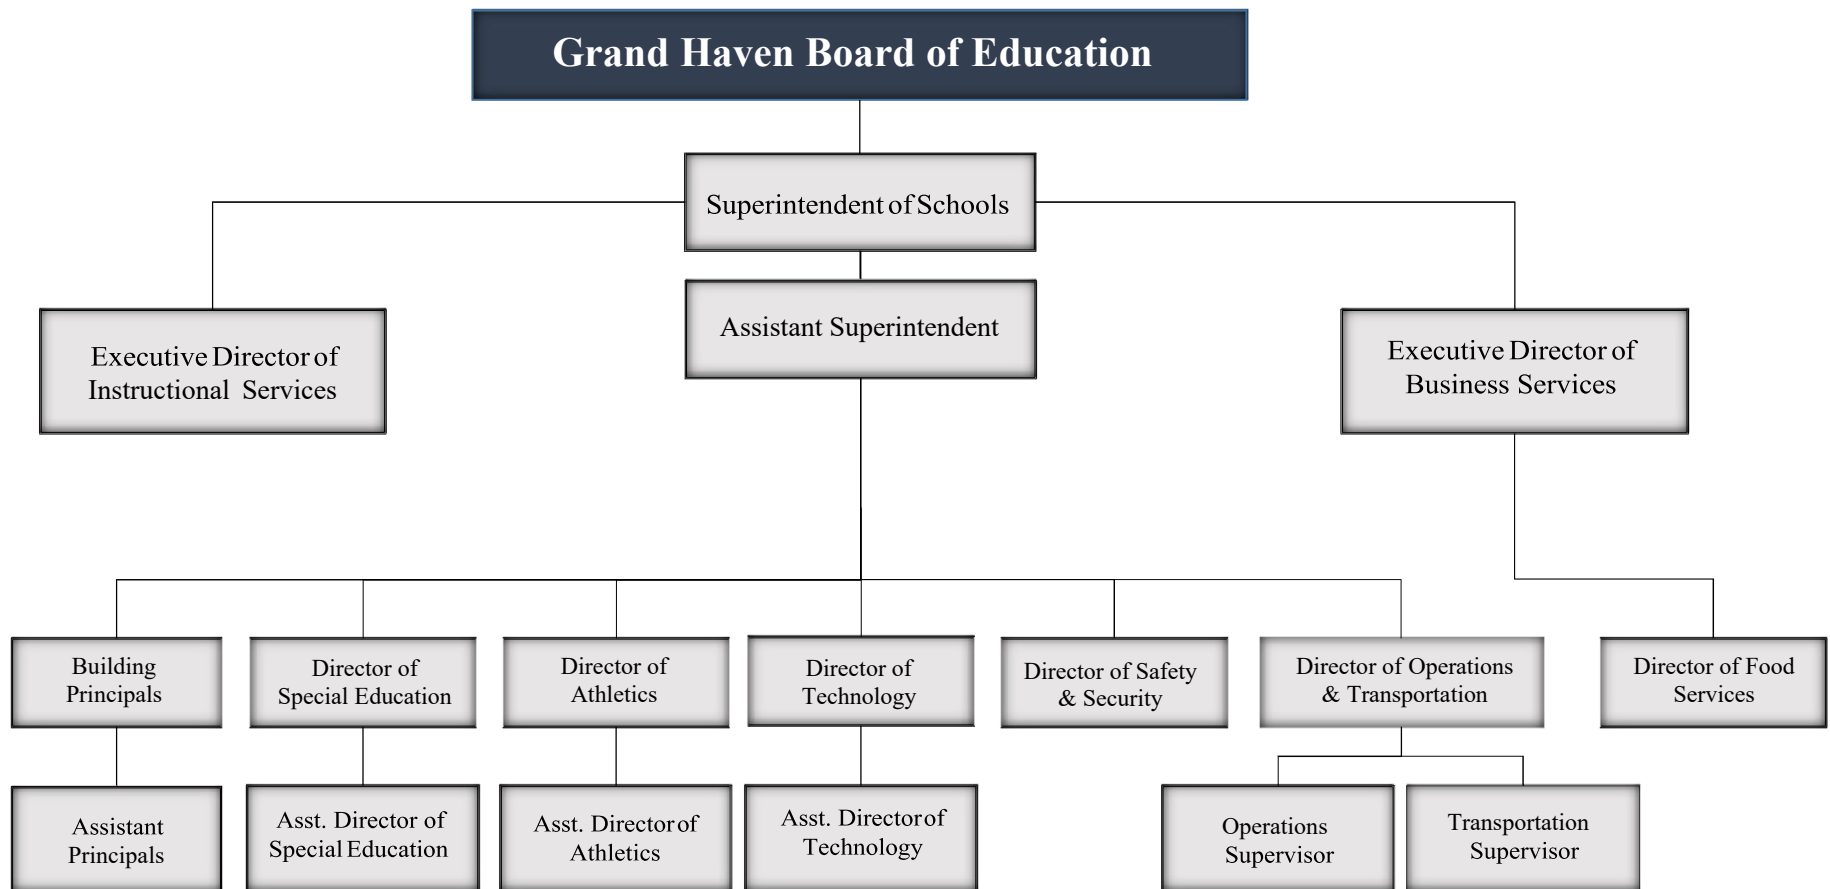 Grand Haven Board of Education
Superintendent of Schools
Assistant Superintendent
Executive Director of
Instructional Services
Executive Director of
Business Services
Building
Principals
Director of
Special Education
Director of
Athletics
Director of
Technology
Director of Safety
& Security
Director of Operations
& Transportation
Director of Food
Services
Assistant
Principals
Asst. Director of
Special Education
Asst. Director of
Athletics
Asst. Director of
Technology
Operations
Supervisor
Transportation
Supervisor